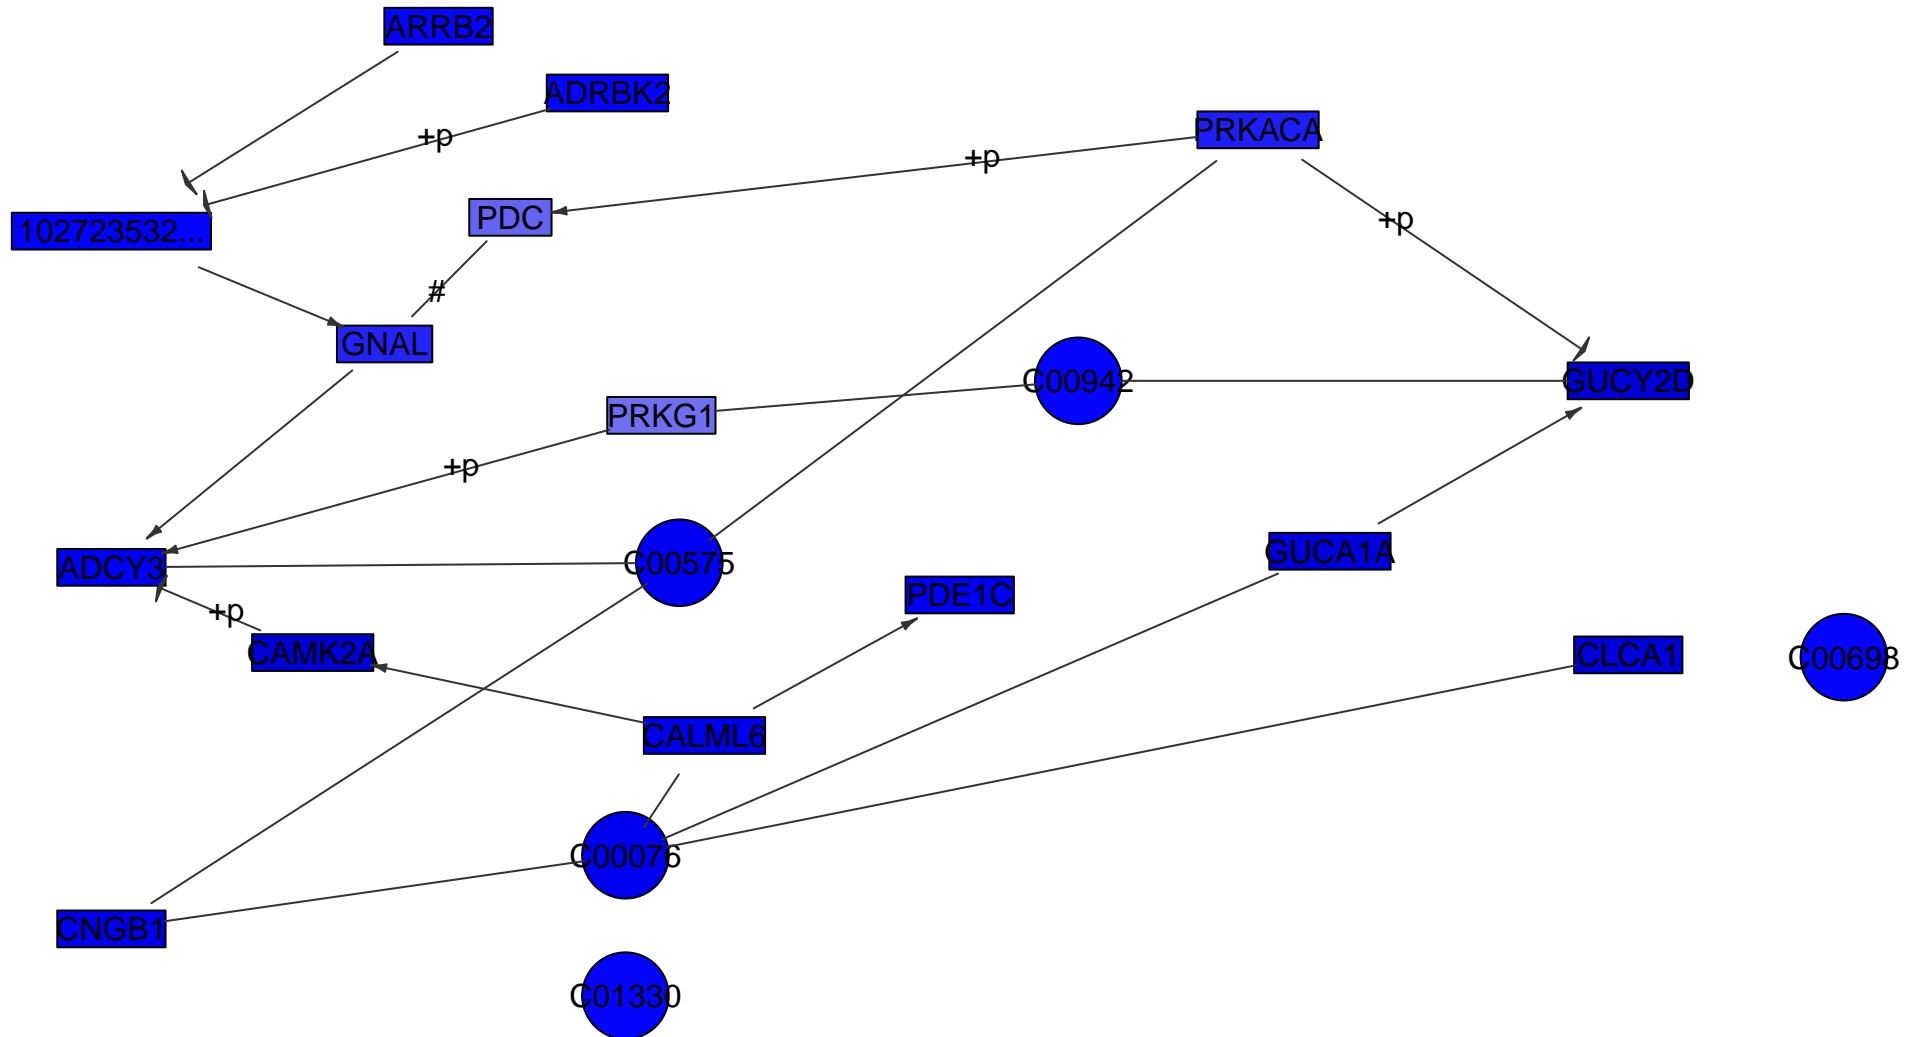 ARRB2
ADRBK2
PRKACA
+p
+p
PDC
+p
102723532...
#
GNAL
C00942
GUCY2D
PRKG1
+p
GUCA1A
C00575
ADCY3
PDE1C
+p
CAMK2A
CLCA1
C00698
CALML6
C00076
CNGB1
C01330